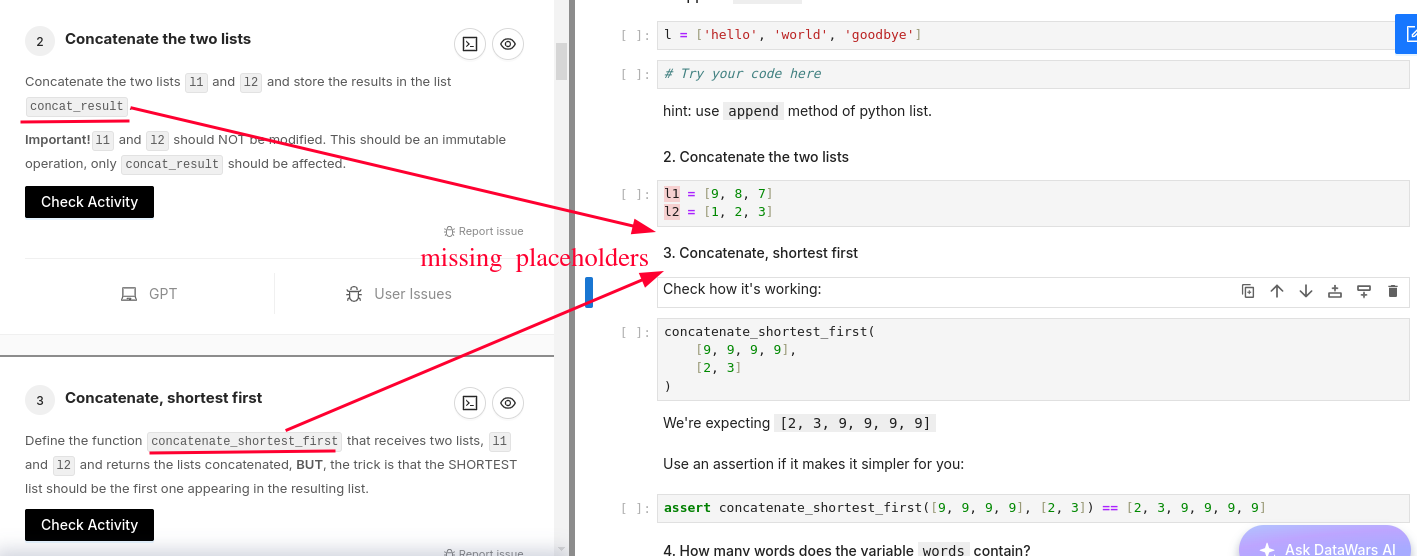 2 Concatenate the two lists
Concatenate the two lists l1 and l2 and store the results in the list
concat_result
Important! l1 and l2 should NOT be modified. This should be an immutable
operation, only concat_result should be affected.
Check Activity
Report issue
GPT User Issues
3 Concatenate, shortest first
Define the function concatenate_shortest_first that receives two lists, l1
and l2 and returns the lists concatenated, BUT, the trick is that the SHORTEST
list should be the first one appearing in the resulting list.
Check Activity
Report issue
missing placeholders
[ ]: l = ['hello', 'world', 'goodbye']
[ ]: # Try your code here
hint: use append method of python list.
2. Concatenate the two lists
[ ]: l1 = [9, 8, 7]
l2 = [1, 2, 3]
3. Concatenate, shortest first
Check how it's working:
[ ]: concatenate_shortest_first(
[9, 9, 9, 9],
[2, 3]
)
We're expecting [2, 3, 9, 9, 9, 9]
Use an assertion if it makes it simpler for you:
[ ]: assert concatenate_shortest_first([9, 9, 9, 9], [2, 3]) == [2, 3, 9, 9, 9, 9]
Ask DataWars AI
4. How many words does the variable words contain?